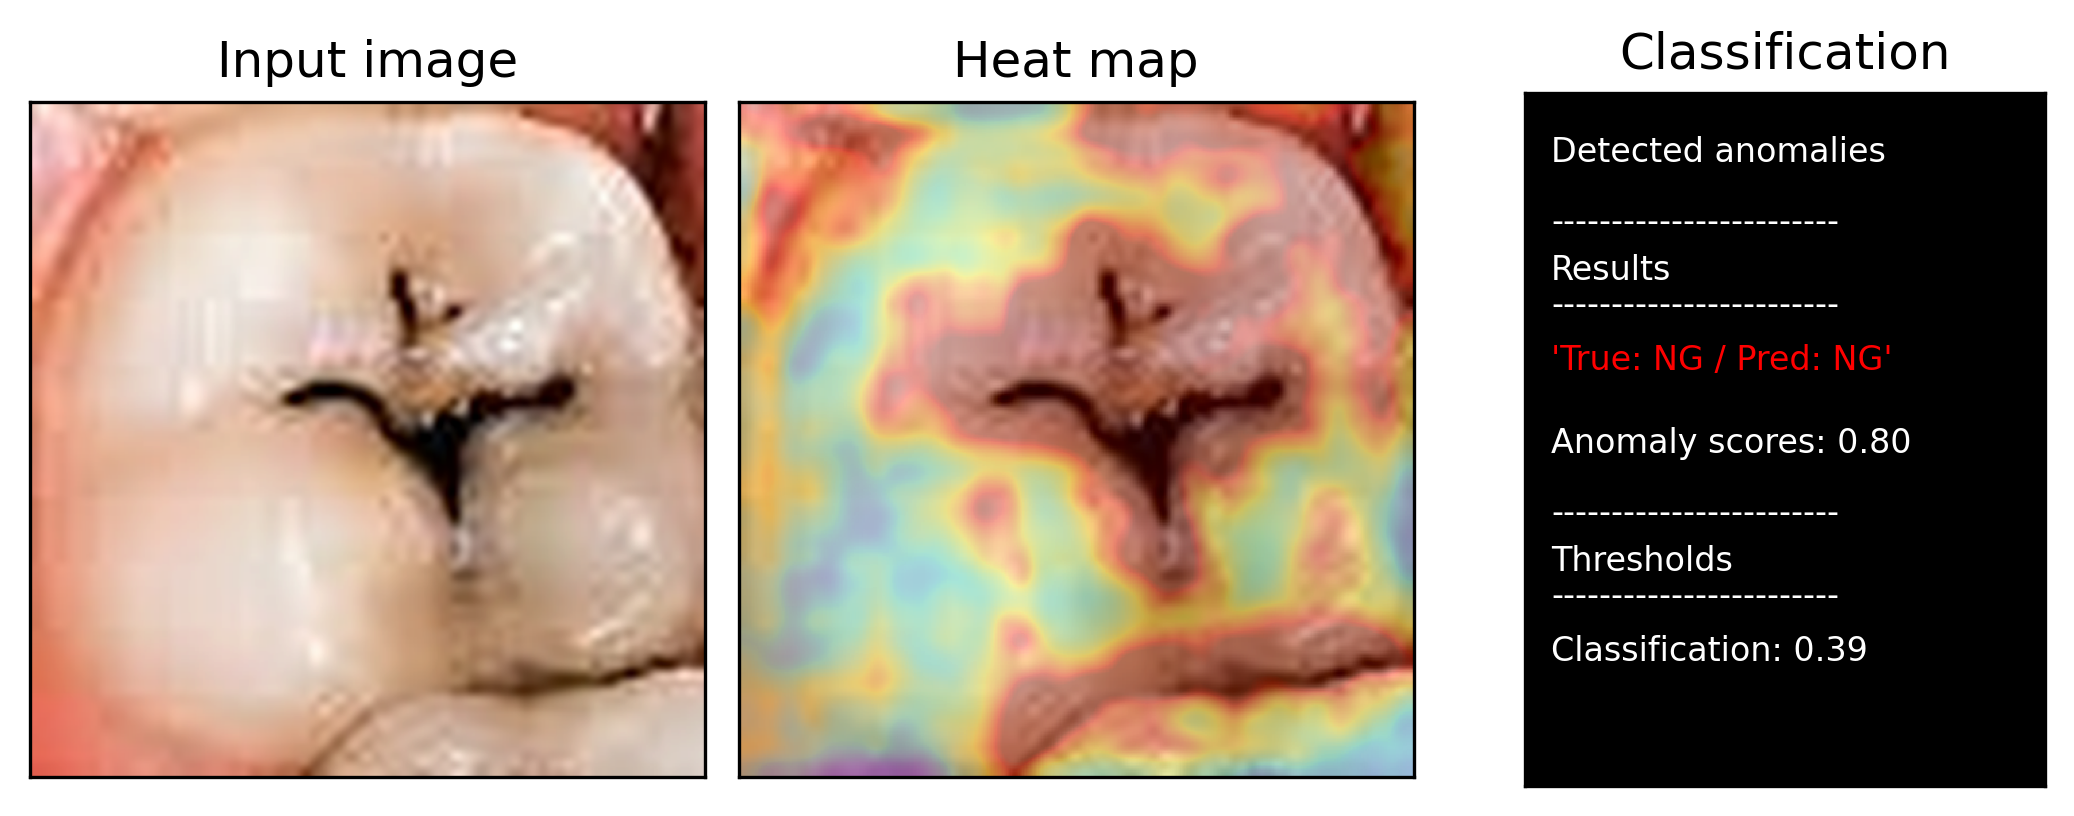 Input image
Heat map
Classification
Detected anomalies
------------------------
Results
------------------------
'True: NG / Pred: NG'
Anomaly scores: 0.80
------------------------
Thresholds
------------------------
Classification: 0.39